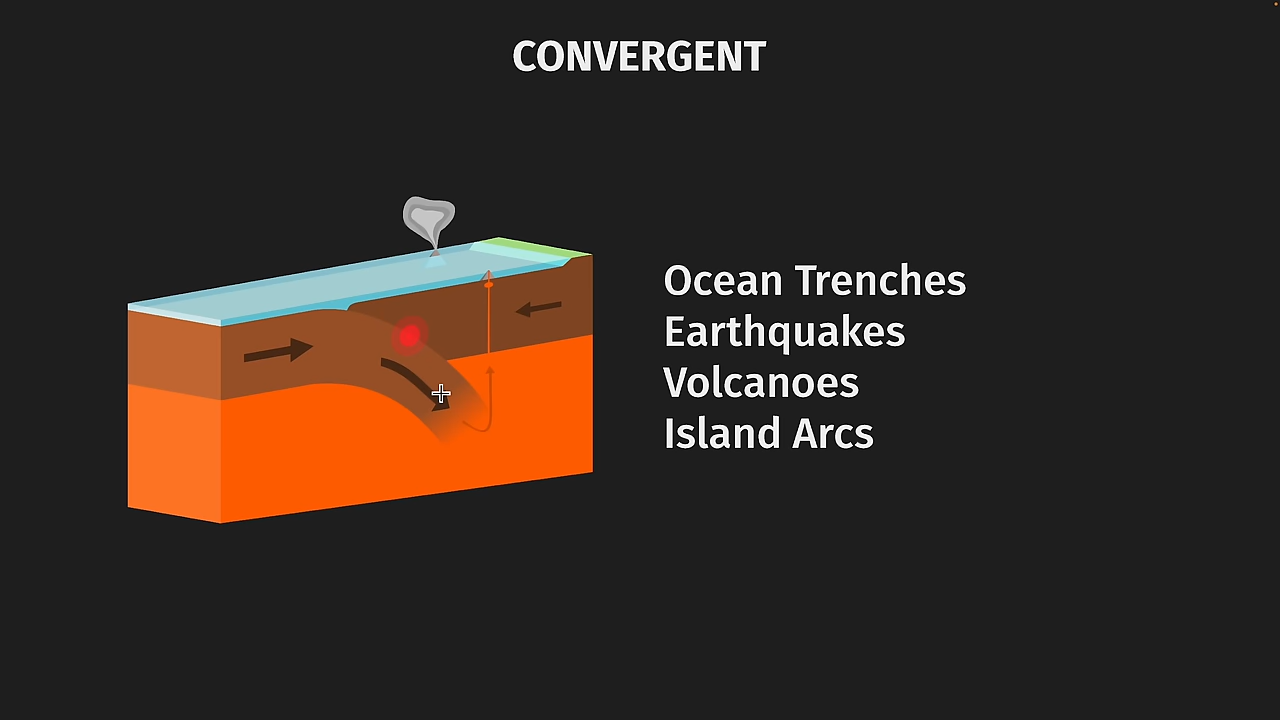 CONVERGENT
Ocean Trenches
Earthquakes
Volcanoes
Island Arcs